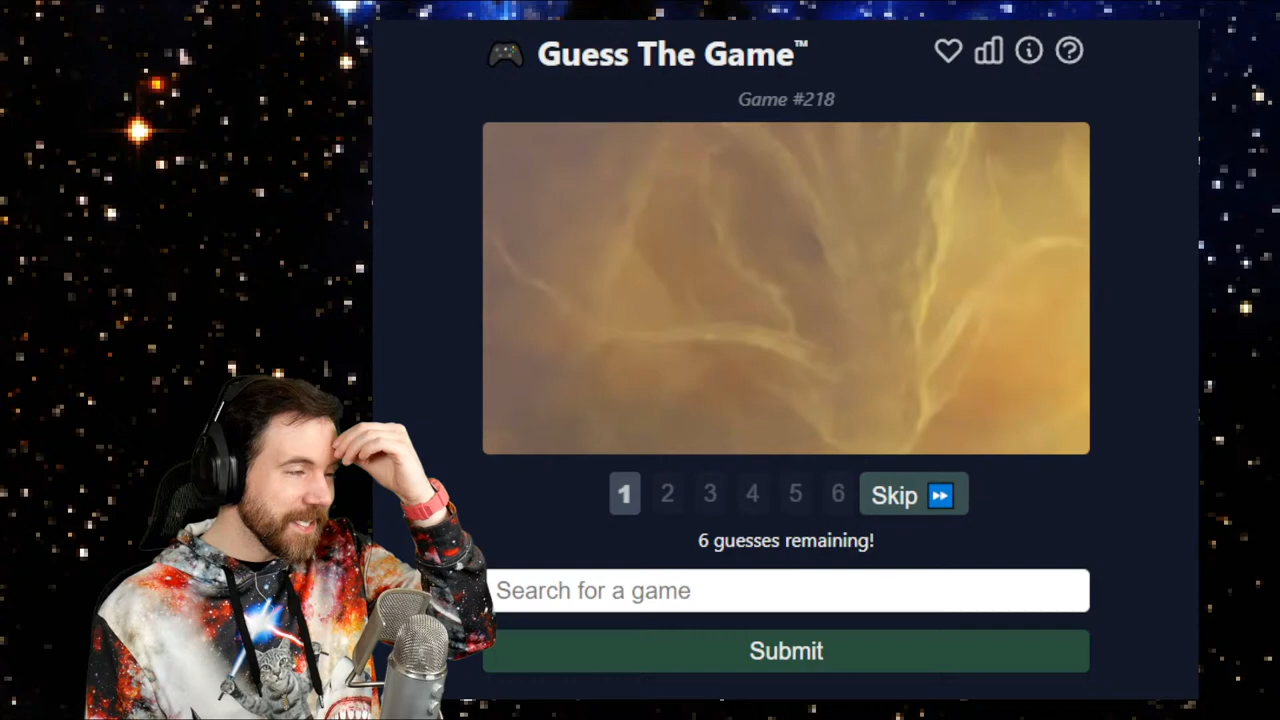 Guess The Game™
Game #218
1 2 3 4 5 6 Skip
6 guesses remaining!
Search for a game
Submit